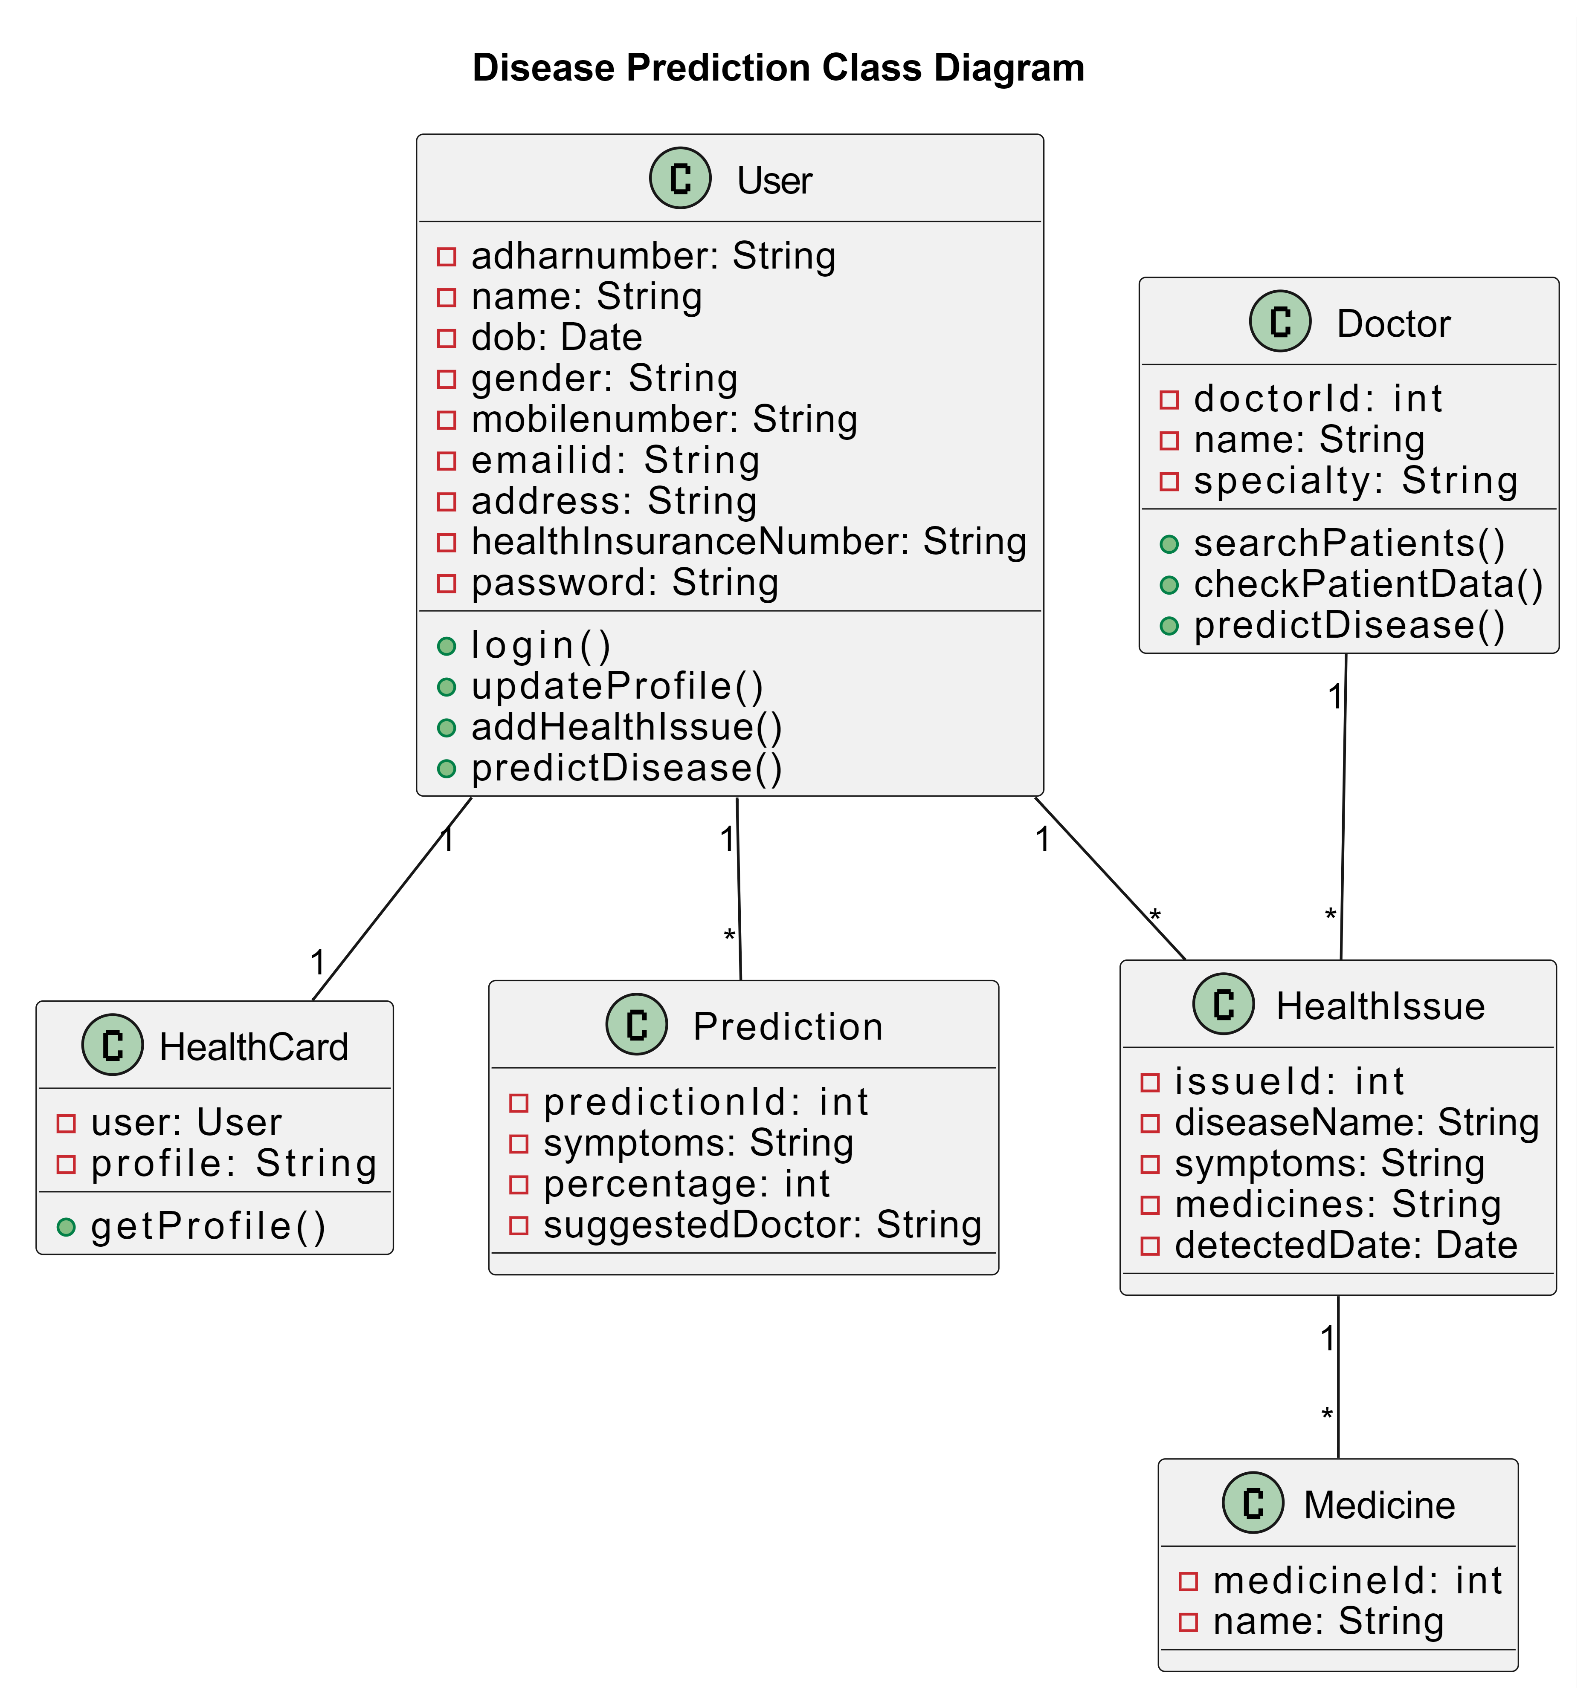 Disease Prediction Class Diagram
C User
adharnumber: String
name: String
dob: Date
gender: String
mobilenumber: String
emailid: String
address: String
healthInsuranceNumber: String
password: String
login()
updateProfile()
addHealthIssue()
predictDisease()
C Doctor
doctorId: int
name: String
specialty: String
searchPatients()
checkPatientData()
predictDisease()
1
1
1
1
1
*
*
*
C HealthCard
user: User
profile: String
getProfile()
C Prediction
predictionId: int
symptoms: String
percentage: int
suggestedDoctor: String
C HealthIssue
issueId: int
diseaseName: String
symptoms: String
medicines: String
detectedDate: Date
1
*
C Medicine
medicineId: int
name: String